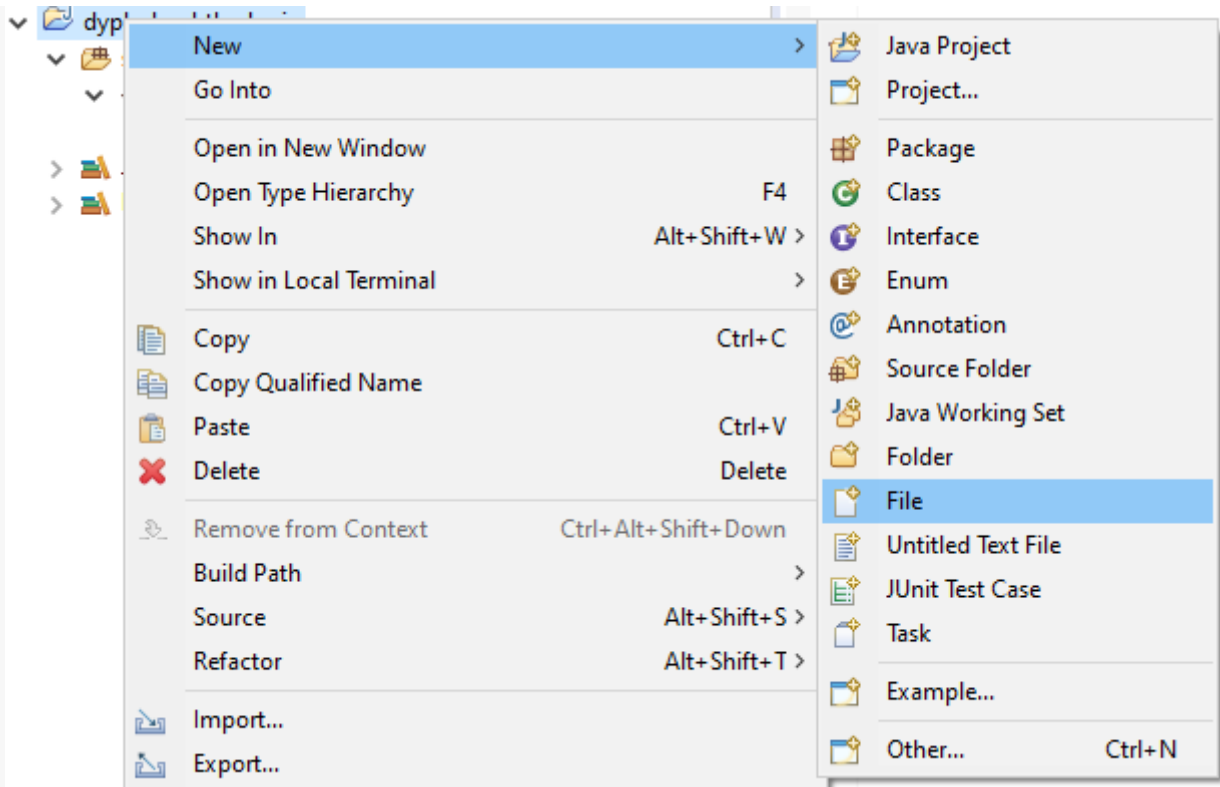 New
Go Into
Open in New Window
Open Type Hierarchy F4
Show In Alt+Shift+W >
Show in Local Terminal >
Copy Ctrl+C
Copy Qualified Name
Paste Ctrl+V
Delete Delete
Remove from Context Ctrl+Alt+Shift+Down
Build Path >
Source Alt+Shift+S >
Refactor Alt+Shift+T >
Import...
Export...
Java Project
Project...
Package
Class
Interface
Enum
Annotation
Source Folder
Java Working Set
Folder
File
Untitled Text File
JUnit Test Case
Task
Example...
Other... Ctrl+N